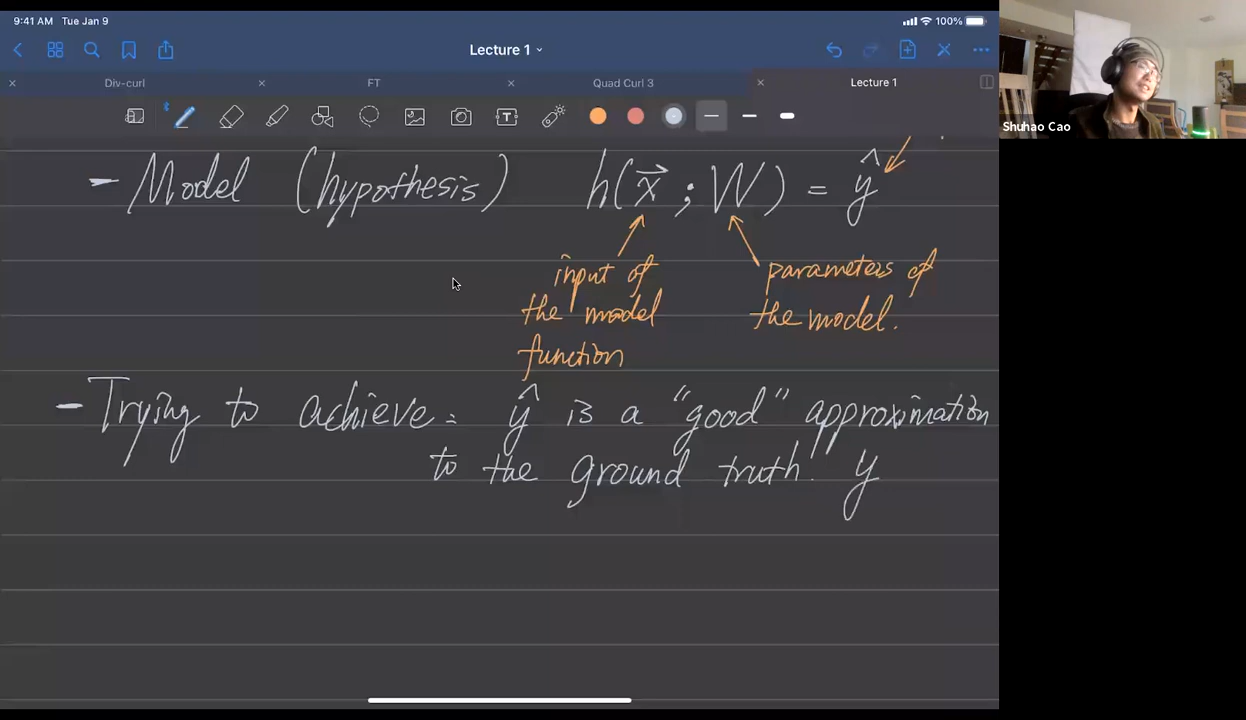 9:41 AM Tue Jan 9
100%
Lecture 1
Div-curl
FT
Quad Curl 3
Lecture 1
Shuhao Cao
- Model (hypothesis) h(x⃗ ; W) = ŷ
input of
the model
function
parameters of
the model.
- Trying to achieve: ŷ is a "good" approximation
to the "ground truth" y